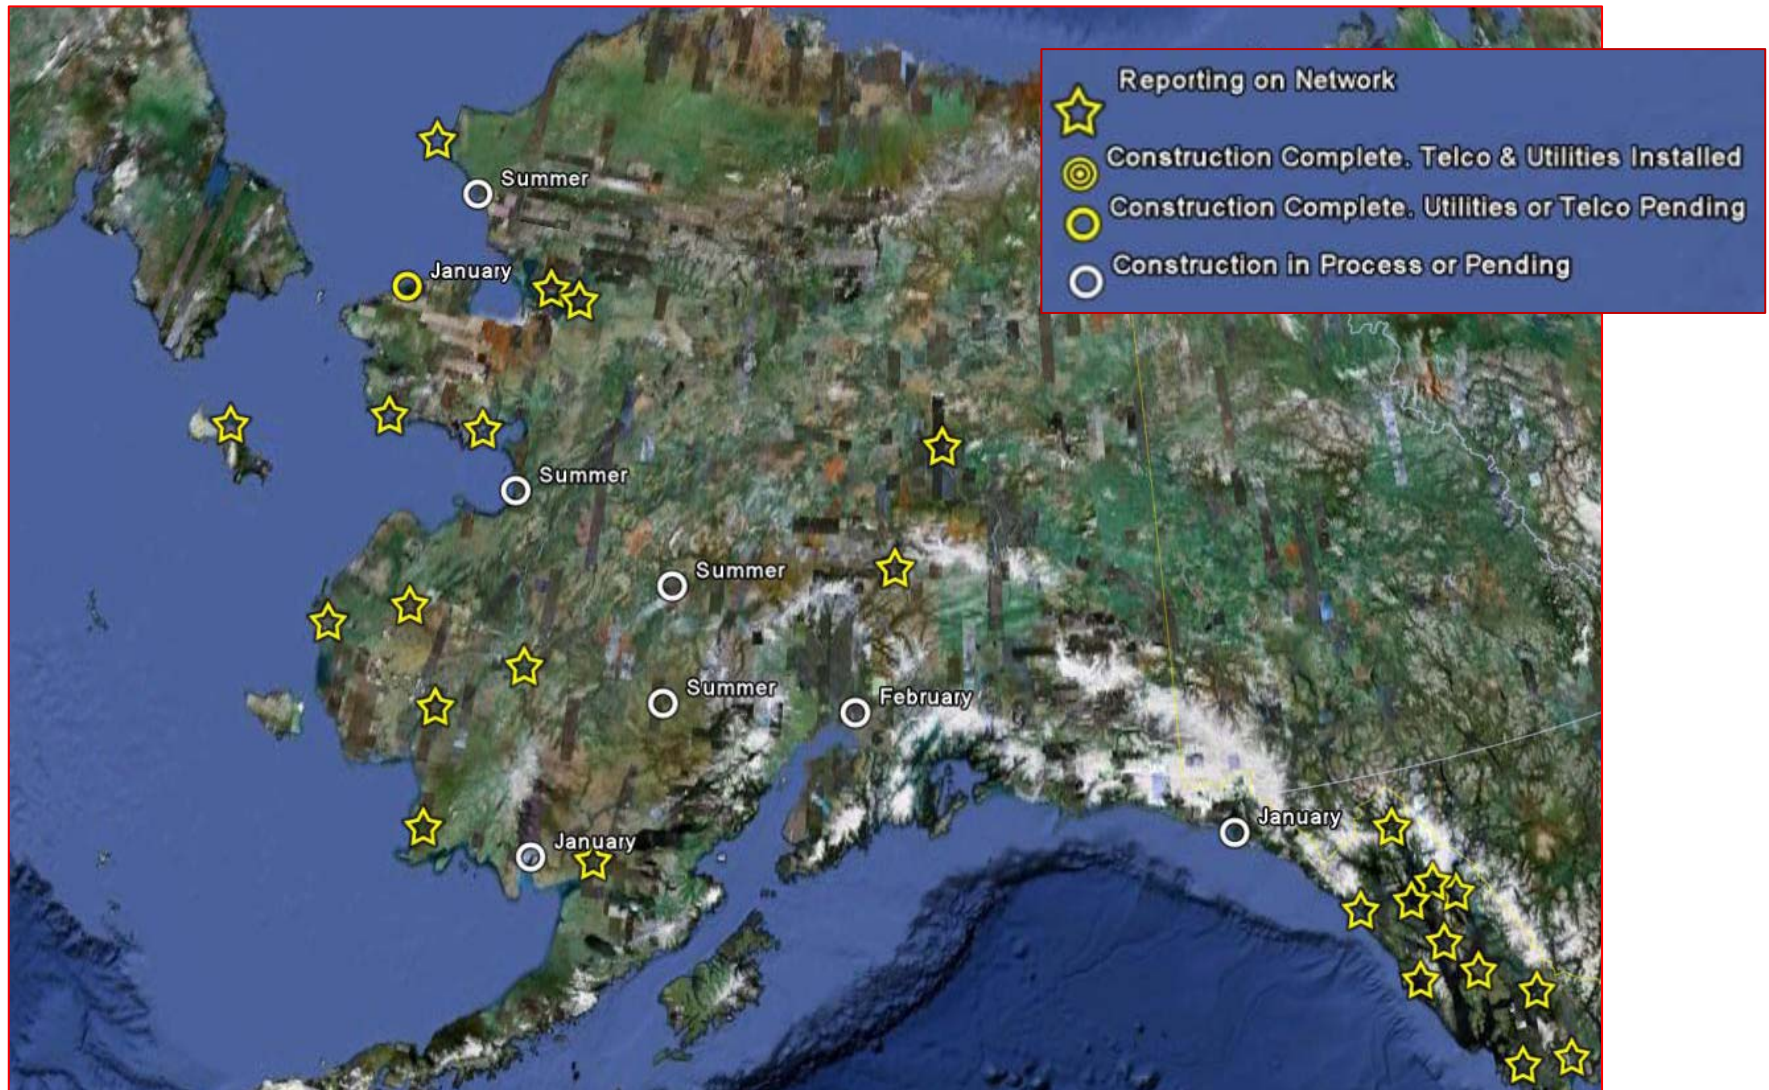 Reporting on Network
Construction Complete. Telco & Utilities Installed
Construction Complete. Utilities or Telco Pending
Construction in Process or Pending
Summer
January
Summer
Summer
Summer
February
January
January